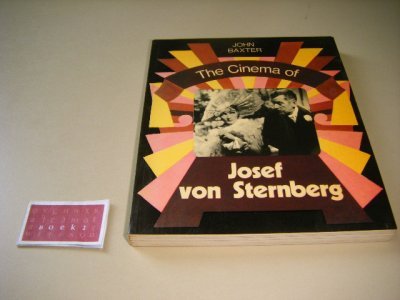 JOHN
BAXTER
The Cinema of
Josef
von Sternberg